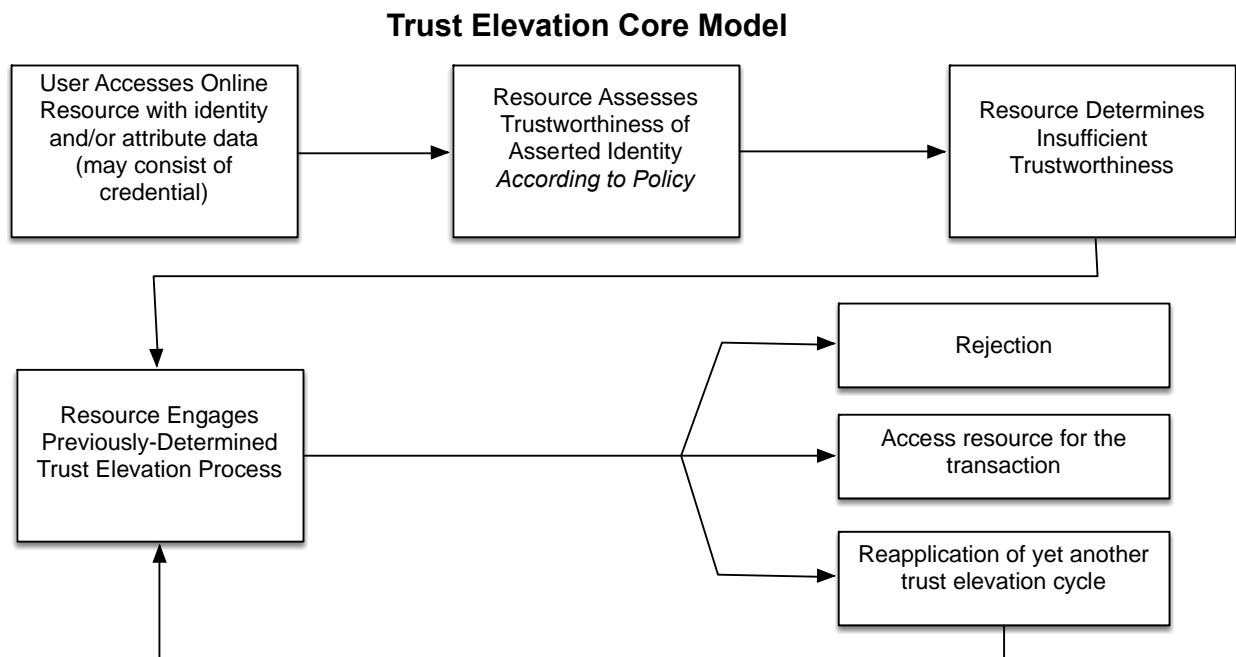 Trust Elevation Core Model
User Accesses Online
Resource with identity
and/or attribute data
(may consist of
credential)
Resource Assesses
Trustworthiness of
Asserted Identity
According to Policy
Resource Determines
Insufficient
Trustworthiness
Resource Engages
Previously-Determined
Trust Elevation Process
Rejection
Access resource for the
transaction
Reapplication of yet another
trust elevation cycle